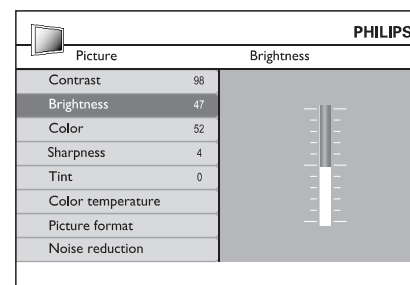 PHILIPS
Picture Brightness
Contrast 98
Brightness 47
Color 52
Sharpness 4
Tint 0
Color temperature
Picture format
Noise reduction